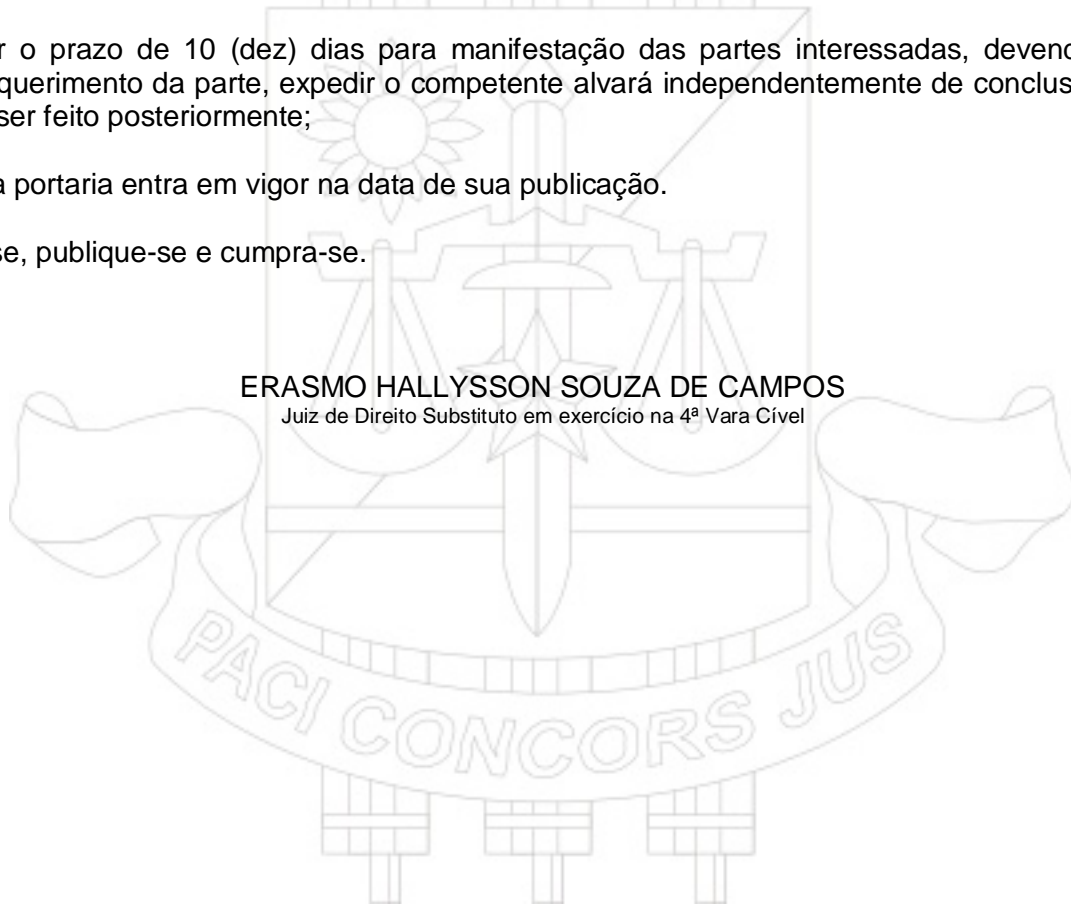 r o prazo de 10 (dez) dias para manifestação das partes interessadas, devend
querimento da parte, expedir o competente alvará independentemente de conclus
ser feito posteriormente;
a portaria entra em vigor na data de sua publicação.
se, publique-se e cumpra-se.
ERASMO HALLYSSON SOUZA DE CAMPOS
Juiz de Direito Substituto em exercício na 4ª Vara Cível
PACI CONCORS JUS